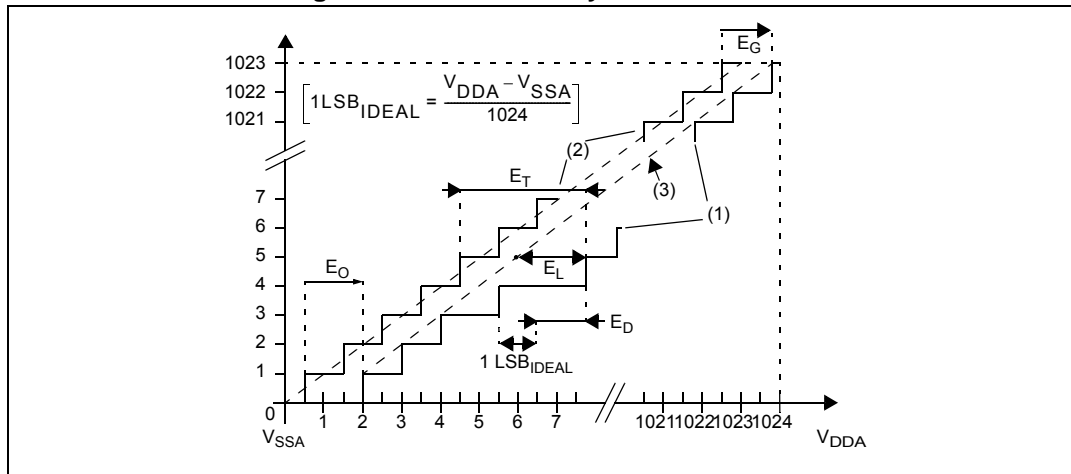 E_G
1023
1022
1021
[1LSB_IDEAL = (V_DDA – V_SSA) / 1024]
(2)
(3)
(1)
E_T
7
6
5
4
3
2
1
0
E_O
E_L
E_D
1 LSB_IDEAL
1 2 3 4 5 6 7 1021 1022 1023 1024
V_SSA
V_DDA